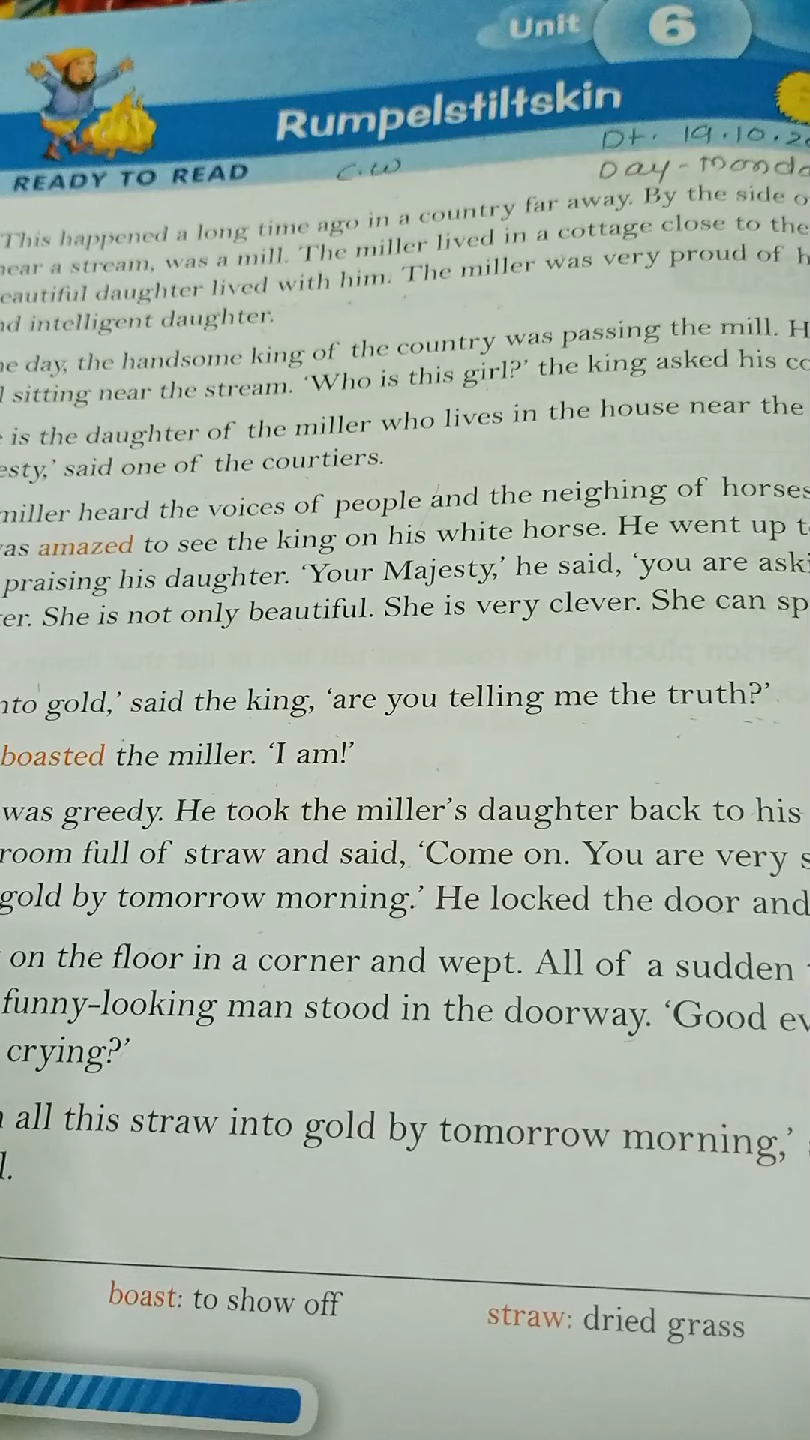 Unit 6
Rumpelstiltskin
Dt. 19.10.
READY TO READ
C.W
Day - Monda
This happened a long time ago in a country far away. By the side
near a stream, was a mill. The miller lived in a cottage close to the
eautiful daughter lived with him. The miller was very proud of h
nd intelligent daughter.
ne day, the handsome king of the country was passing the mill. H
l sitting near the stream. ‘Who is this girl?’ the king asked his co
is the daughter of the miller who lives in the house near the
esty,’ said one of the courtiers.
miller heard the voices of people and the neighing of horses
as amazed to see the king on his white horse. He went up t
praising his daughter. ‘Your Majesty,’ he said, ‘you are aski
er. She is not only beautiful. She is very clever. She can sp
nto gold,’ said the king, ‘are you telling me the truth?’
boasted the miller. ‘I am!’
was greedy. He took the miller’s daughter back to his
room full of straw and said, ‘Come on. You are very s
gold by tomorrow morning.’ He locked the door and
on the floor in a corner and wept. All of a sudden
funny-looking man stood in the doorway. ‘Good ev
crying?’
all this straw into gold by tomorrow morning,’
l.
boast: to show off
straw: dried grass